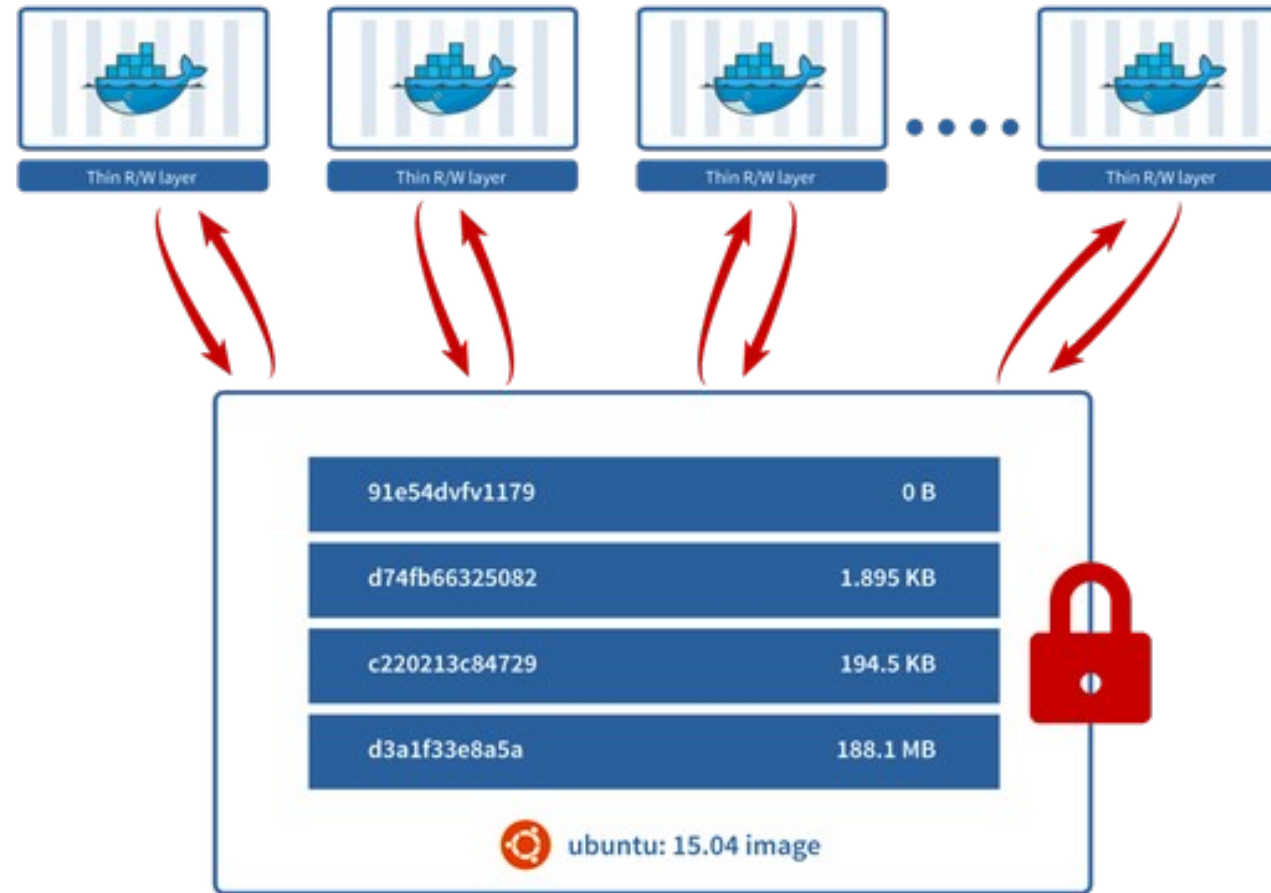 Thin R/W layer
Thin R/W layer
Thin R/W layer
Thin R/W layer
91e54dvfv1179 0 B
d74fb66325082 1.895 KB
c220213c84729 194.5 KB
d3a1f33e8a5a 188.1 MB
ubuntu: 15.04 image